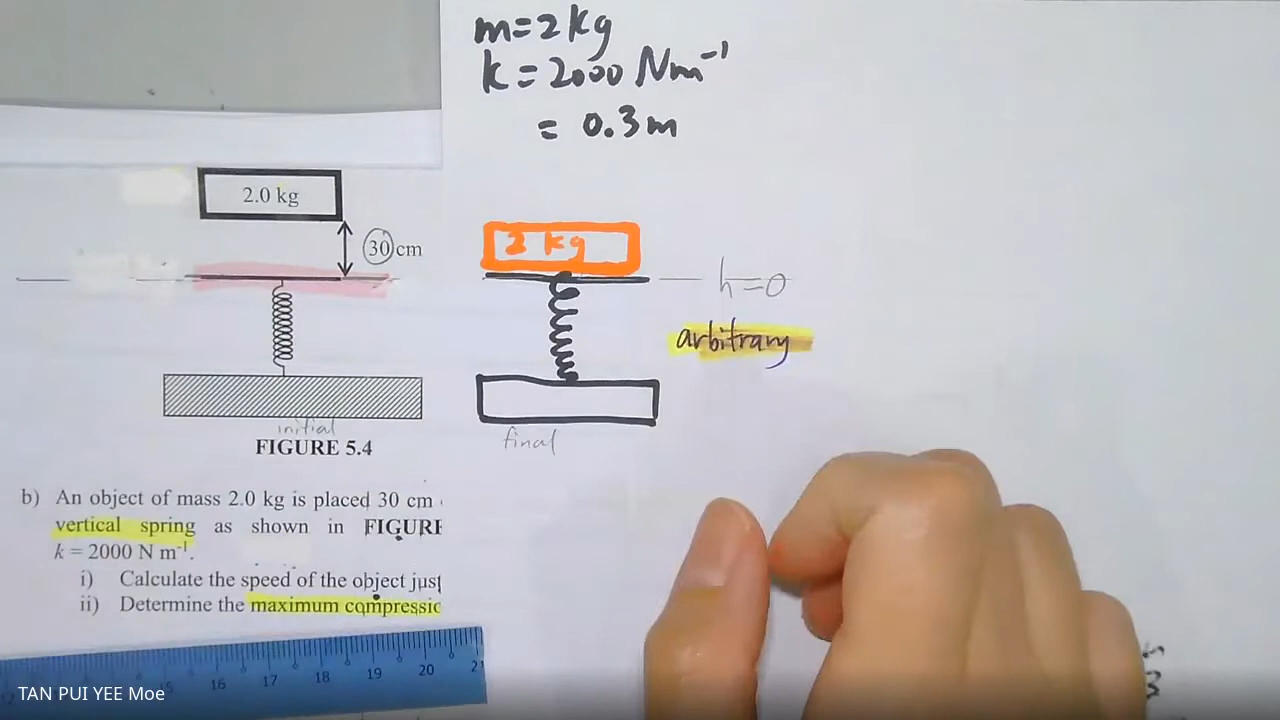 m=2kg
k=2000 Nm⁻¹
= 0.3m
2.0 kg
30 cm
2 kg
h=0
arbitrary
initial
final
FIGURE 5.4
b) An object of mass 2.0 kg is placed 30 cm
vertical spring as shown in FIGURE
k = 2000 N m⁻¹.
i) Calculate the speed of the object just
ii) Determine the maximum compressio
15 16 17 18 19 20 21
TAN PUI YEE Moe